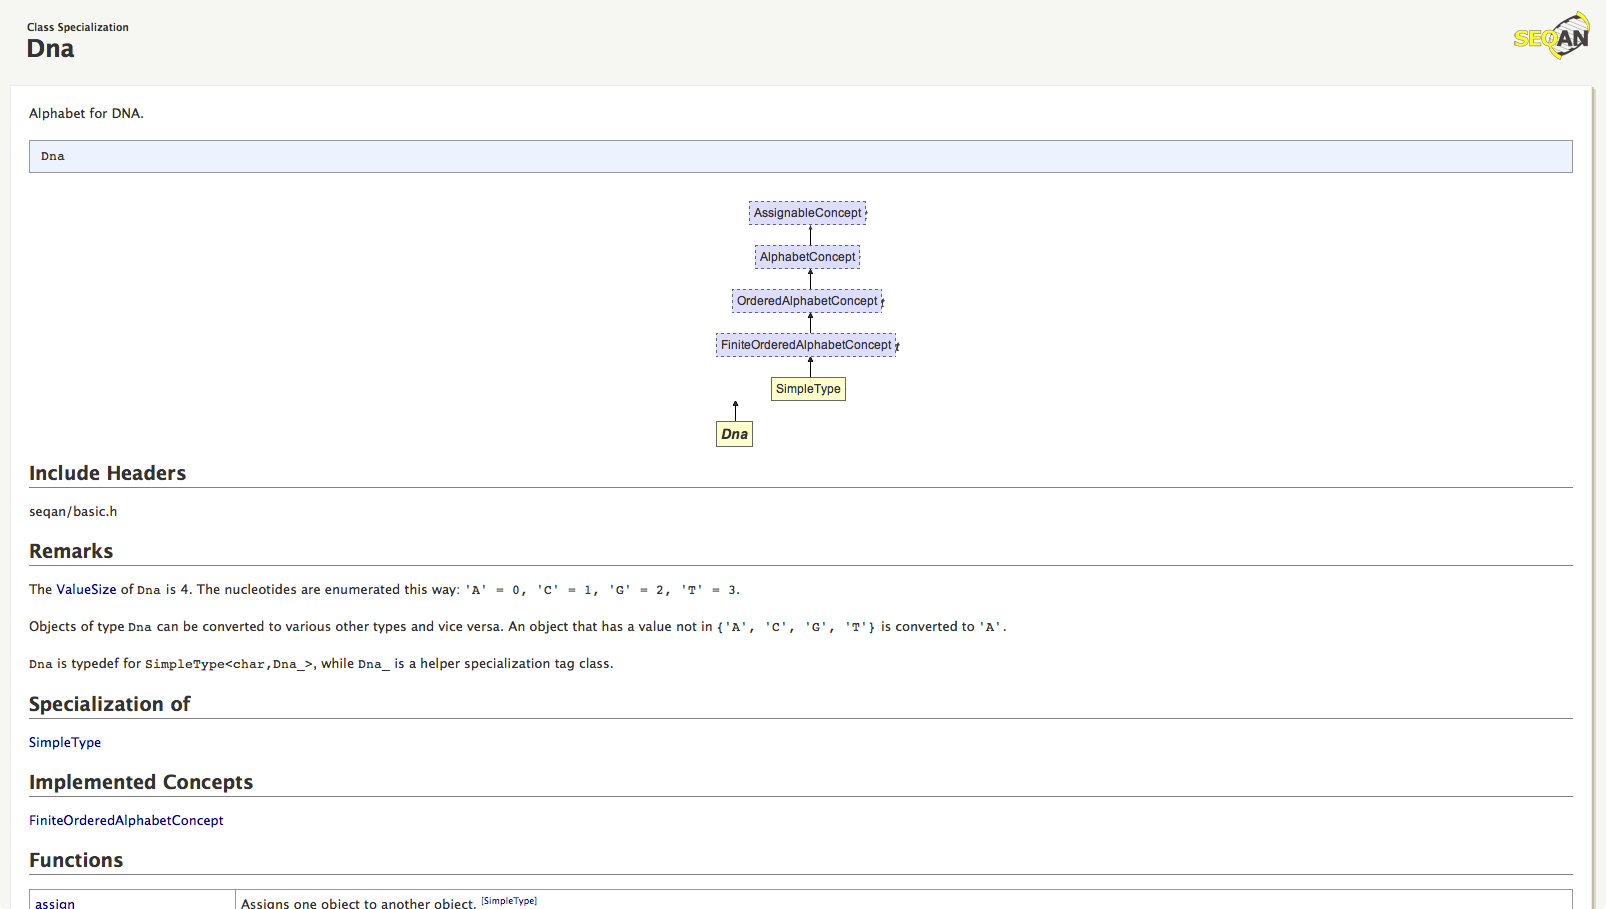 Class Specialization
Dna
SEQAN
Alphabet for DNA.
Dna
AssignableConcept
AlphabetConcept
OrderedAlphabetConcept
FiniteOrderedAlphabetConcept
SimpleType
Dna
Include Headers
seqan/basic.h
Remarks
The ValueSize of Dna is 4. The nucleotides are enumerated this way: 'A' = 0, 'C' = 1, 'G' = 2, 'T' = 3.
Objects of type Dna can be converted to various other types and vice versa. An object that has a value not in {'A', 'C', 'G', 'T'} is converted to 'A'.
Dna is typedef for SimpleType<char,Dna_>, while Dna_ is a helper specialization tag class.
Specialization of
SimpleType
Implemented Concepts
FiniteOrderedAlphabetConcept
Functions
assign Assigns one object to another object. [SimpleType]